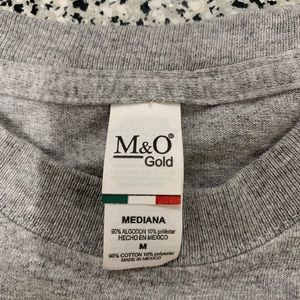 M&O®
Gold
MEDIANA
90% ALGODON 10% poliéster
HECHO EN MEXICO
M
90% COTTON 10% polyester
MADE IN MEXICO